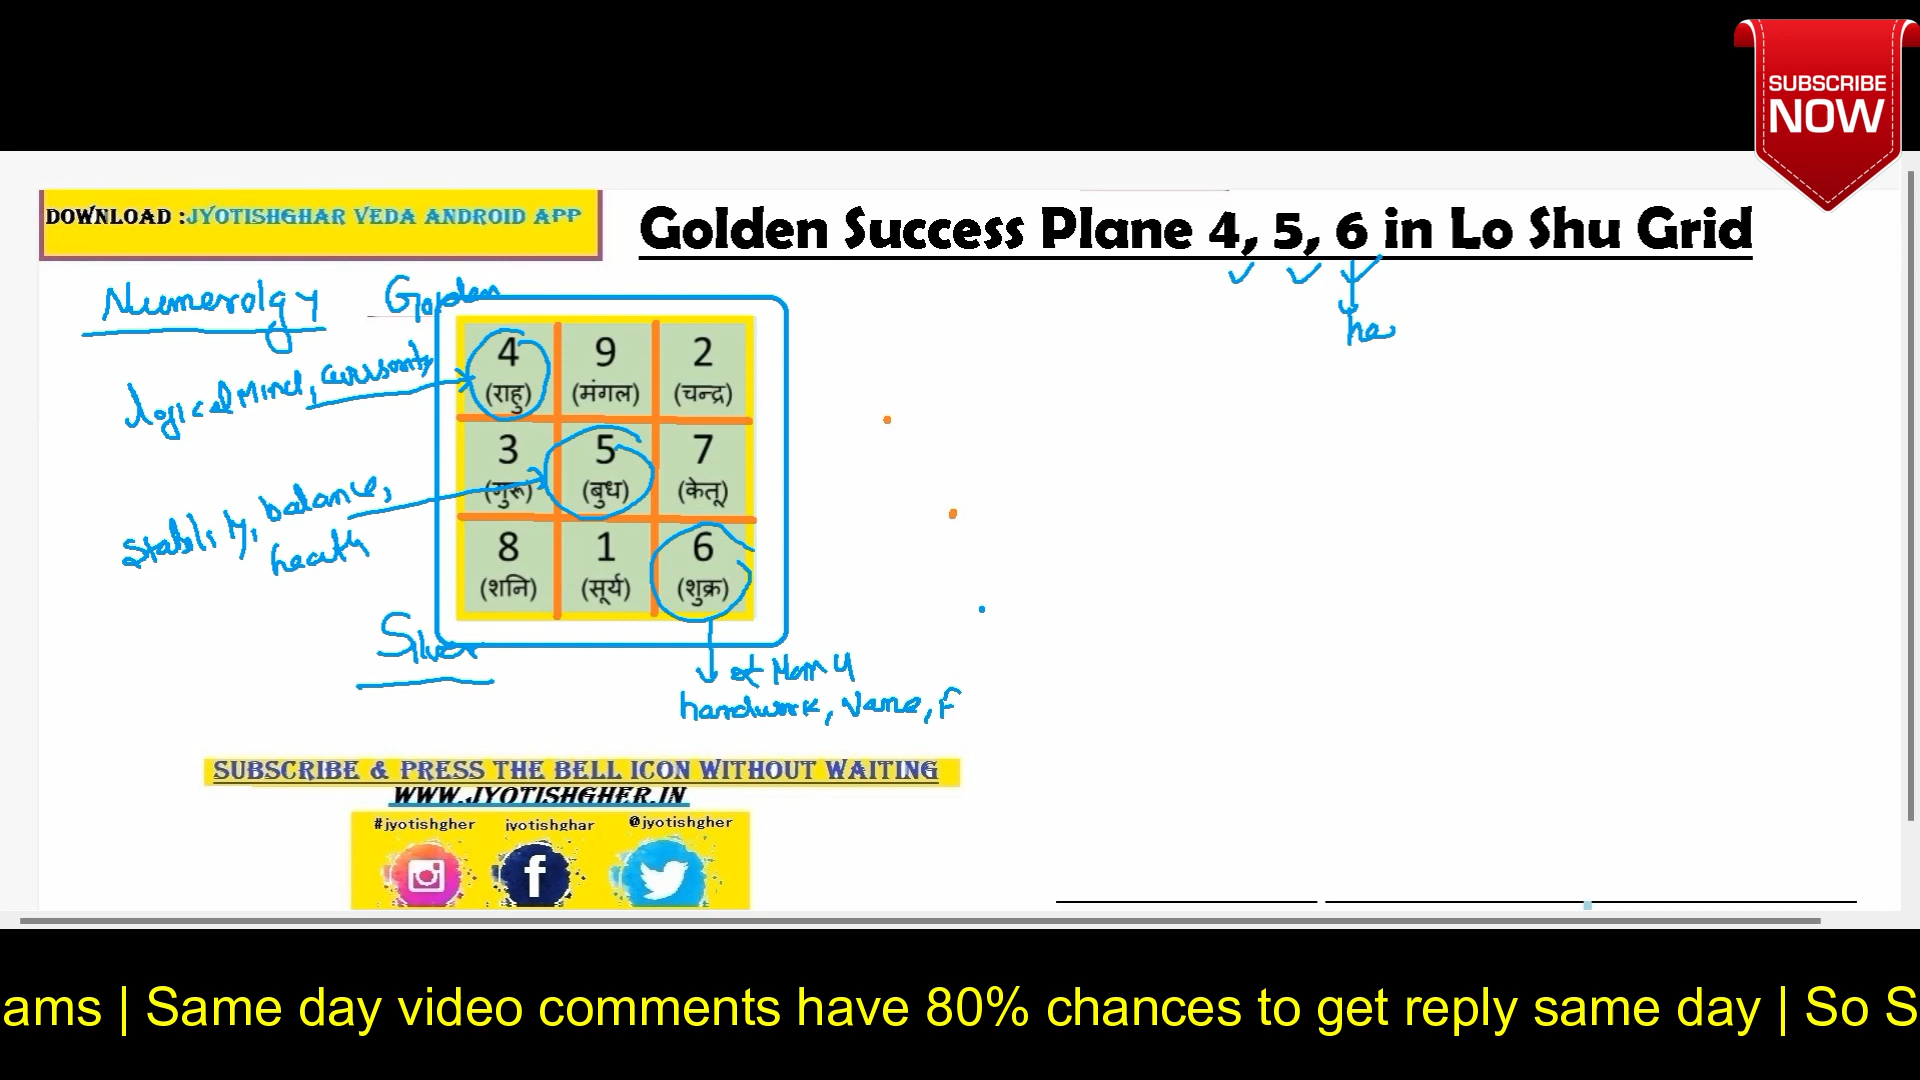 SUBSCRIBE
NOW
DOWNLOAD :JYOTISHGHAR VEDA ANDROID APP
Golden Success Plane 4, 5, 6 in Lo Shu Grid
Numerolgy
Golden
ha
4 9 2
(राहु) (मंगल) (चन्द्र)
logical Mind,
3 5 7
(गुरू) (बुध) (केतू)
balance,
8 1 6
(शनि) (सूर्य) (शुक्र)
Silver
hardwork, Name, F
SUBSCRIBE & PRESS THE BELL ICON WITHOUT WAITING
WWW.JYOTISHGHER.IN
#jyotishgher jyotishghar @jyotishgher
ams | Same day video comments have 80% chances to get reply same day | So S